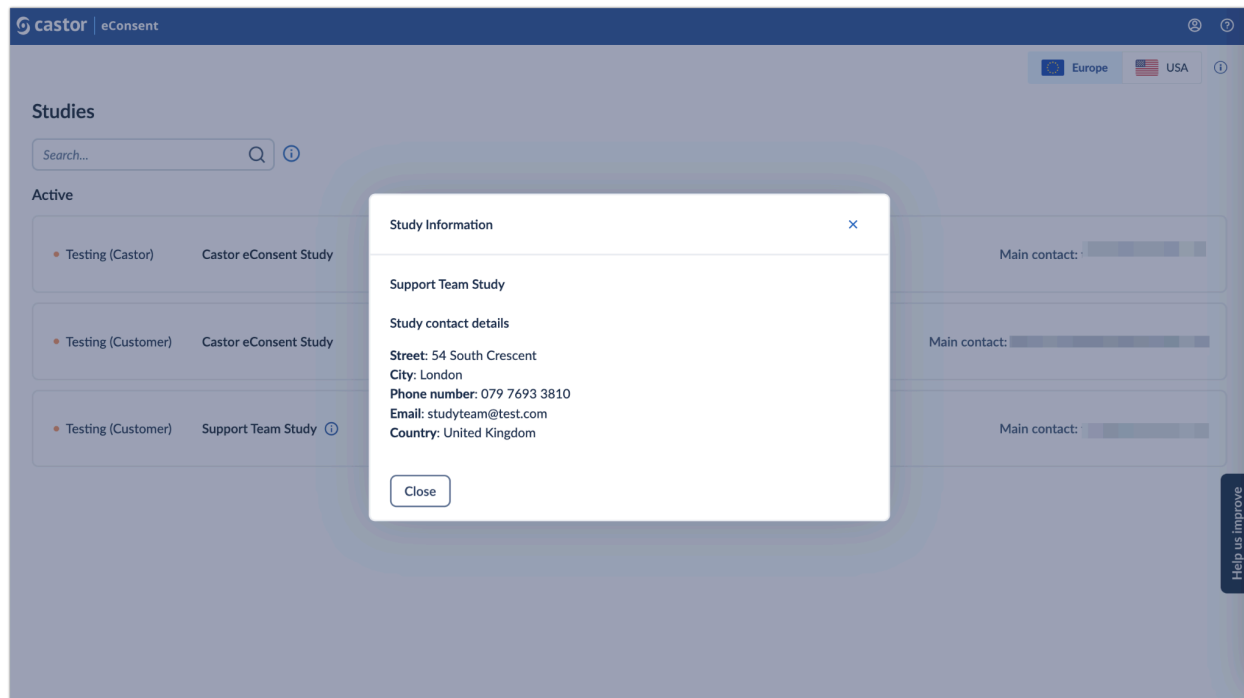 castor | eConsent
Europe USA
Studies
Search...
Active
Testing (Castor) Castor eConsent Study Main contact:
Testing (Customer) Castor eConsent Study Main contact:
Testing (Customer) Support Team Study Main contact:
Study Information
Support Team Study
Study contact details
Street: 54 South Crescent
City: London
Phone number: 079 7693 3810
Email: studyteam@test.com
Country: United Kingdom
Close
Help us improve